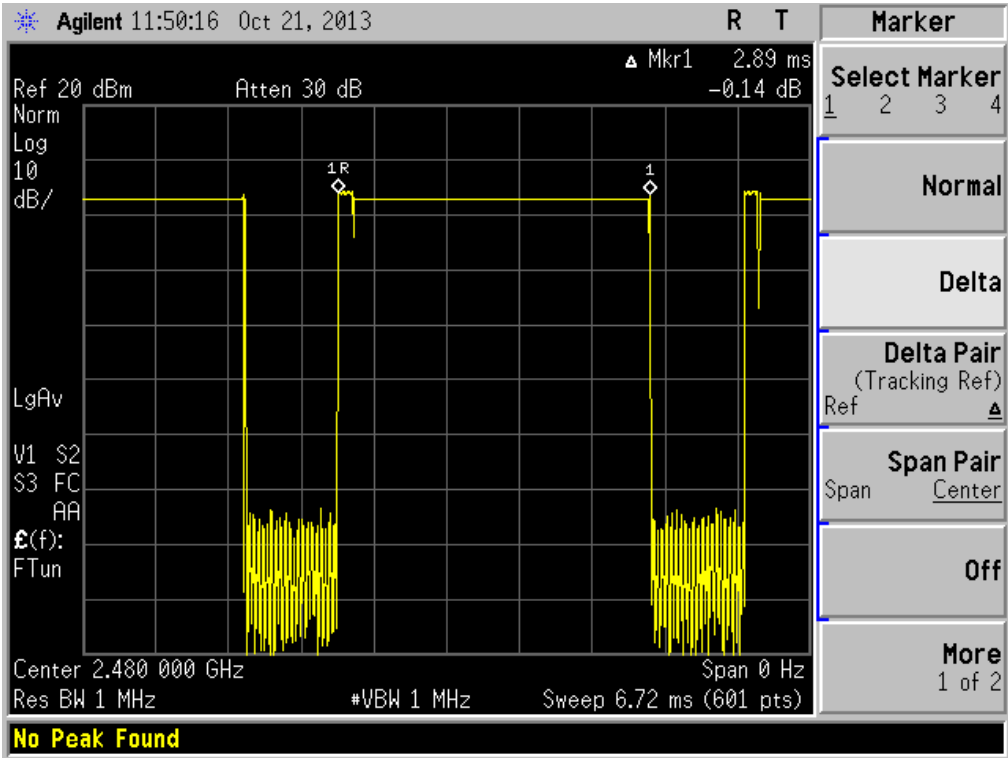 Agilent 11:50:16 Oct 21, 2013 R T
Δ Mkr1 2.89 ms
Ref 20 dBm Atten 30 dB -0.14 dB
Norm
Log
10
dB/
1R
1
LgAv
V1 S2
S3 FC
AA
£(f):
FTun
Center 2.480 000 GHz Span 0 Hz
Res BW 1 MHz #VBW 1 MHz Sweep 6.72 ms (601 pts)
No Peak Found
Marker
Select Marker
1 2 3 4
Normal
Delta
Delta Pair
(Tracking Ref)
Ref Δ
Span Pair
Span Center
Off
More
1 of 2